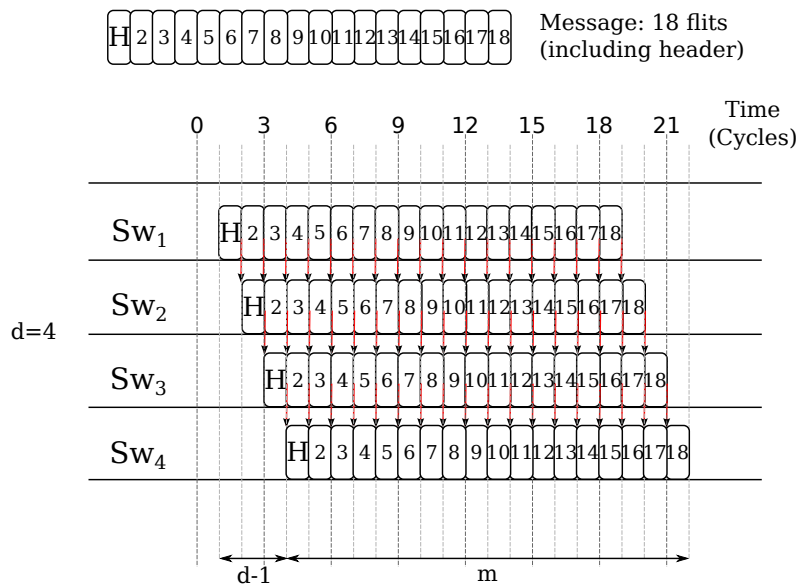 H 2 3 4 5 6 7 8 9 10 11 12 13 14 15 16 17 18
Message: 18 flits
(including header)
0 3 6 9 12 15 18 21
Time
(Cycles)
Sw1 H 2 3 4 5 6 7 8 9 10 11 12 13 14 15 16 17 18
Sw2 H 2 3 4 5 6 7 8 9 10 11 12 13 14 15 16 17 18
d=4
Sw3 H 2 3 4 5 6 7 8 9 10 11 12 13 14 15 16 17 18
Sw4 H 2 3 4 5 6 7 8 9 10 11 12 13 14 15 16 17 18
d-1
m